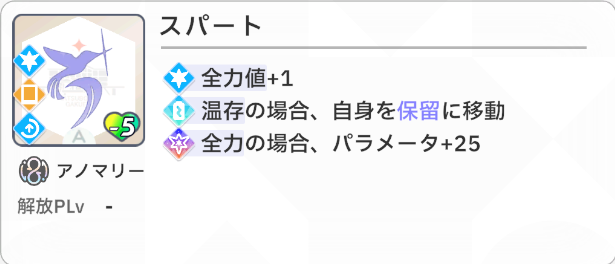 スパート
全力値+1
温存の場合、自身を保留に移動
全力の場合、パラメータ+25
A
-5
アノマリー
解放PLv -